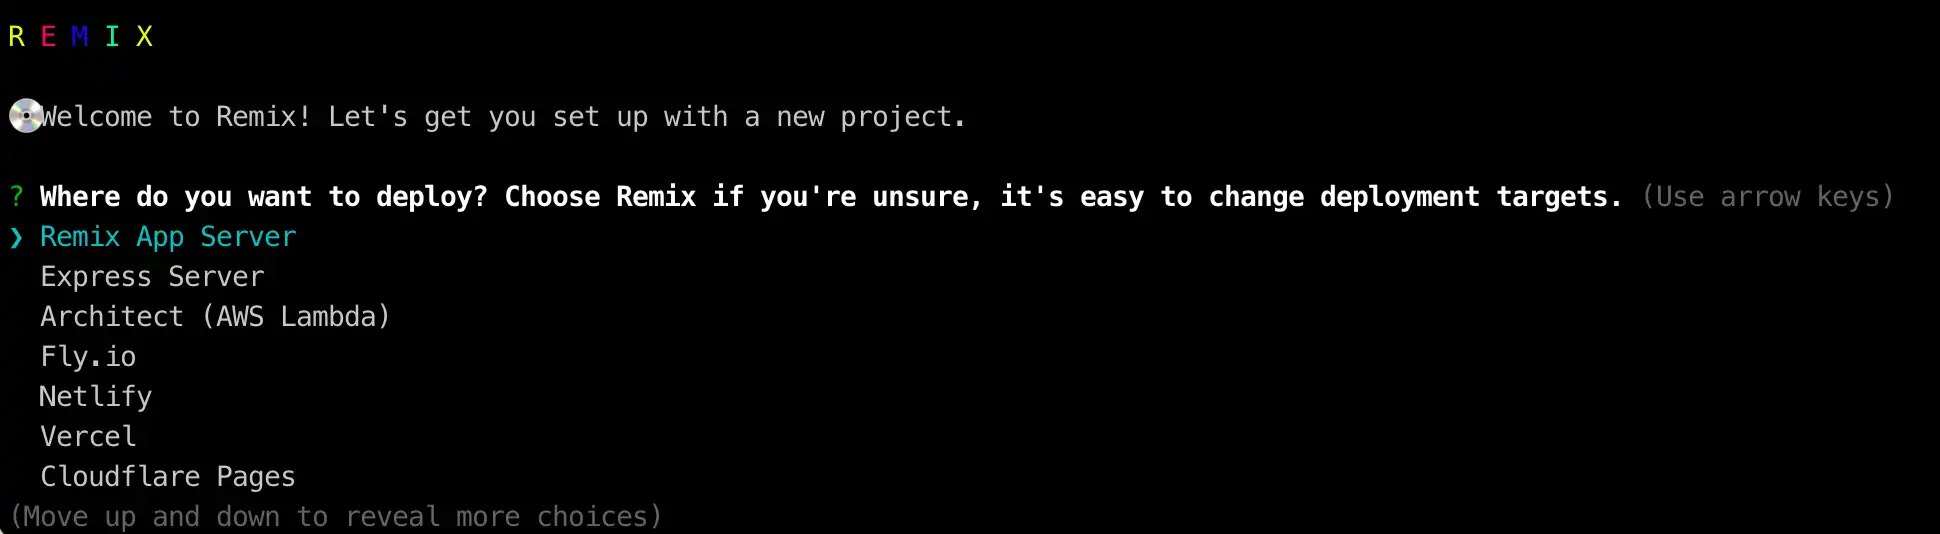 R E M I X
Welcome to Remix! Let's get you set up with a new project.
? Where do you want to deploy? Choose Remix if you're unsure, it's easy to change deployment targets. (Use arrow keys)
❯ Remix App Server
Express Server
Architect (AWS Lambda)
Fly.io
Netlify
Vercel
Cloudflare Pages
(Move up and down to reveal more choices)